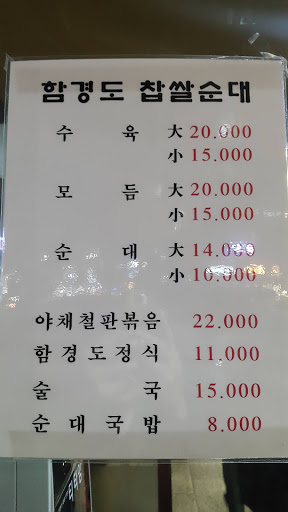 함경도 찹쌀순대
수 육 大 20.000
小 15.000
모 듬 大 20.000
小 15.000
순 대 大 14.000
小 10.000
야채철판볶음 22.000
함경도정식 11.000
술 국 15.000
순대국밥 8.000